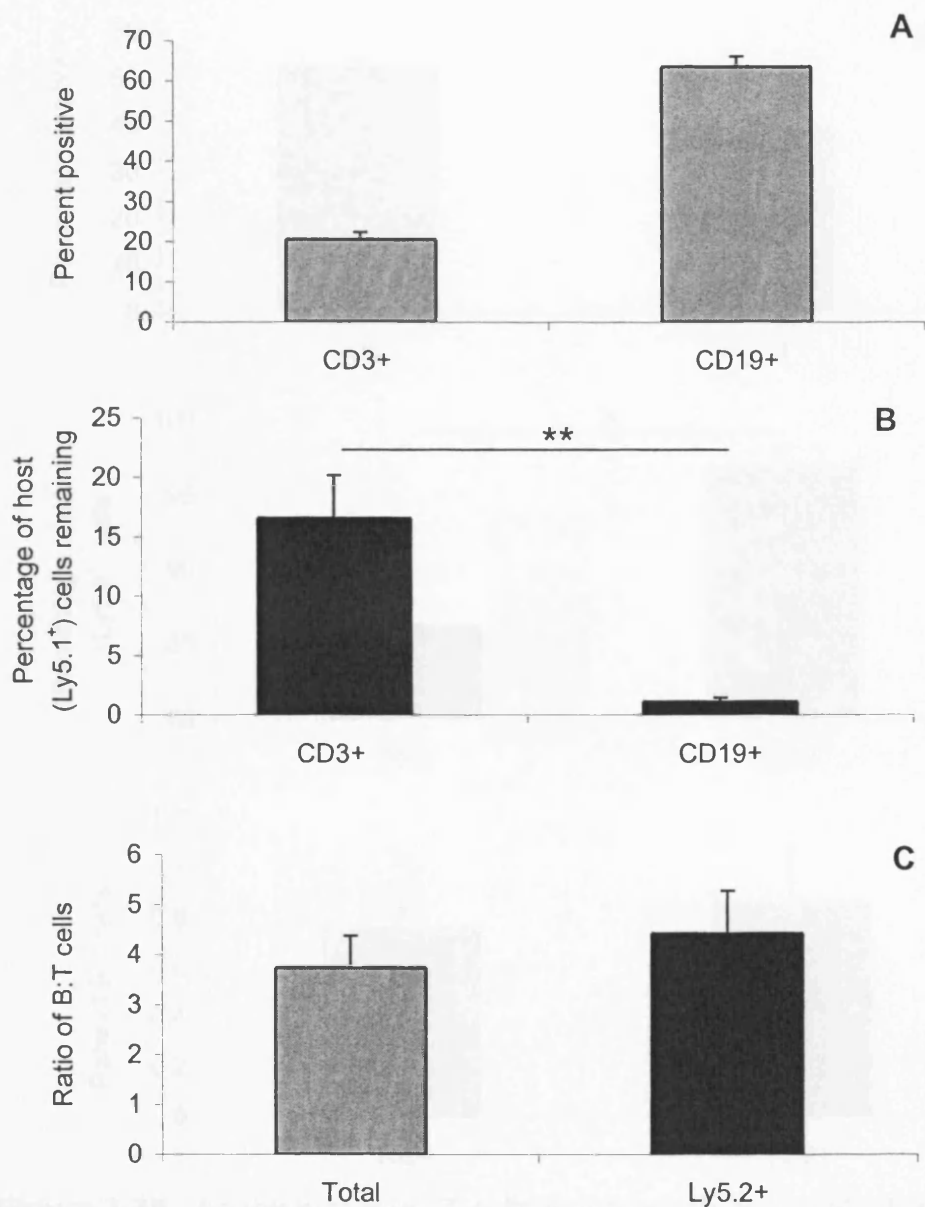 A
Percent positive
70
60
50
40
30
20
10
0
CD3+ CD19+
B
Percentage of host
(Ly5.1⁺) cells remaining
25
20
15
10
5
0
**
CD3+ CD19+
C
Ratio of B:T cells
6
5
4
3
2
1
0
Total Ly5.2+